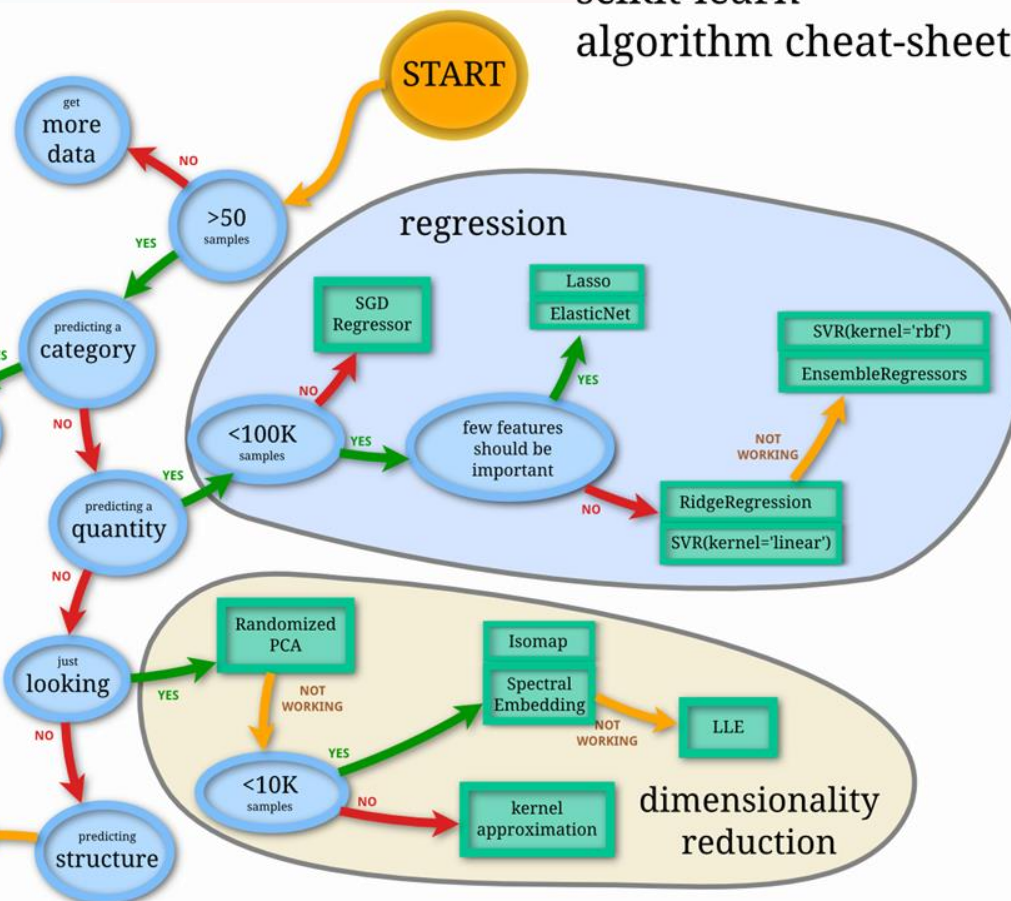 scikit-learn
algorithm cheat-sheet
START
get
more
data
NO
>50
samples
YES
regression
predicting a
category
S
NO
SGD
Regressor
Lasso
ElasticNet
SVR(kernel='rbf')
EnsembleRegressors
NO
YES
<100K
samples
YES
few features
should be
important
NOT
WORKING
NO
RidgeRegression
SVR(kernel='linear')
predicting a
quantity
YES
NO
just
looking
YES
NO
Randomized
PCA
NOT
WORKING
Isomap
Spectral
Embedding
NOT
WORKING
LLE
YES
<10K
samples
NO
kernel
approximation
dimensionality
reduction
predicting
structure